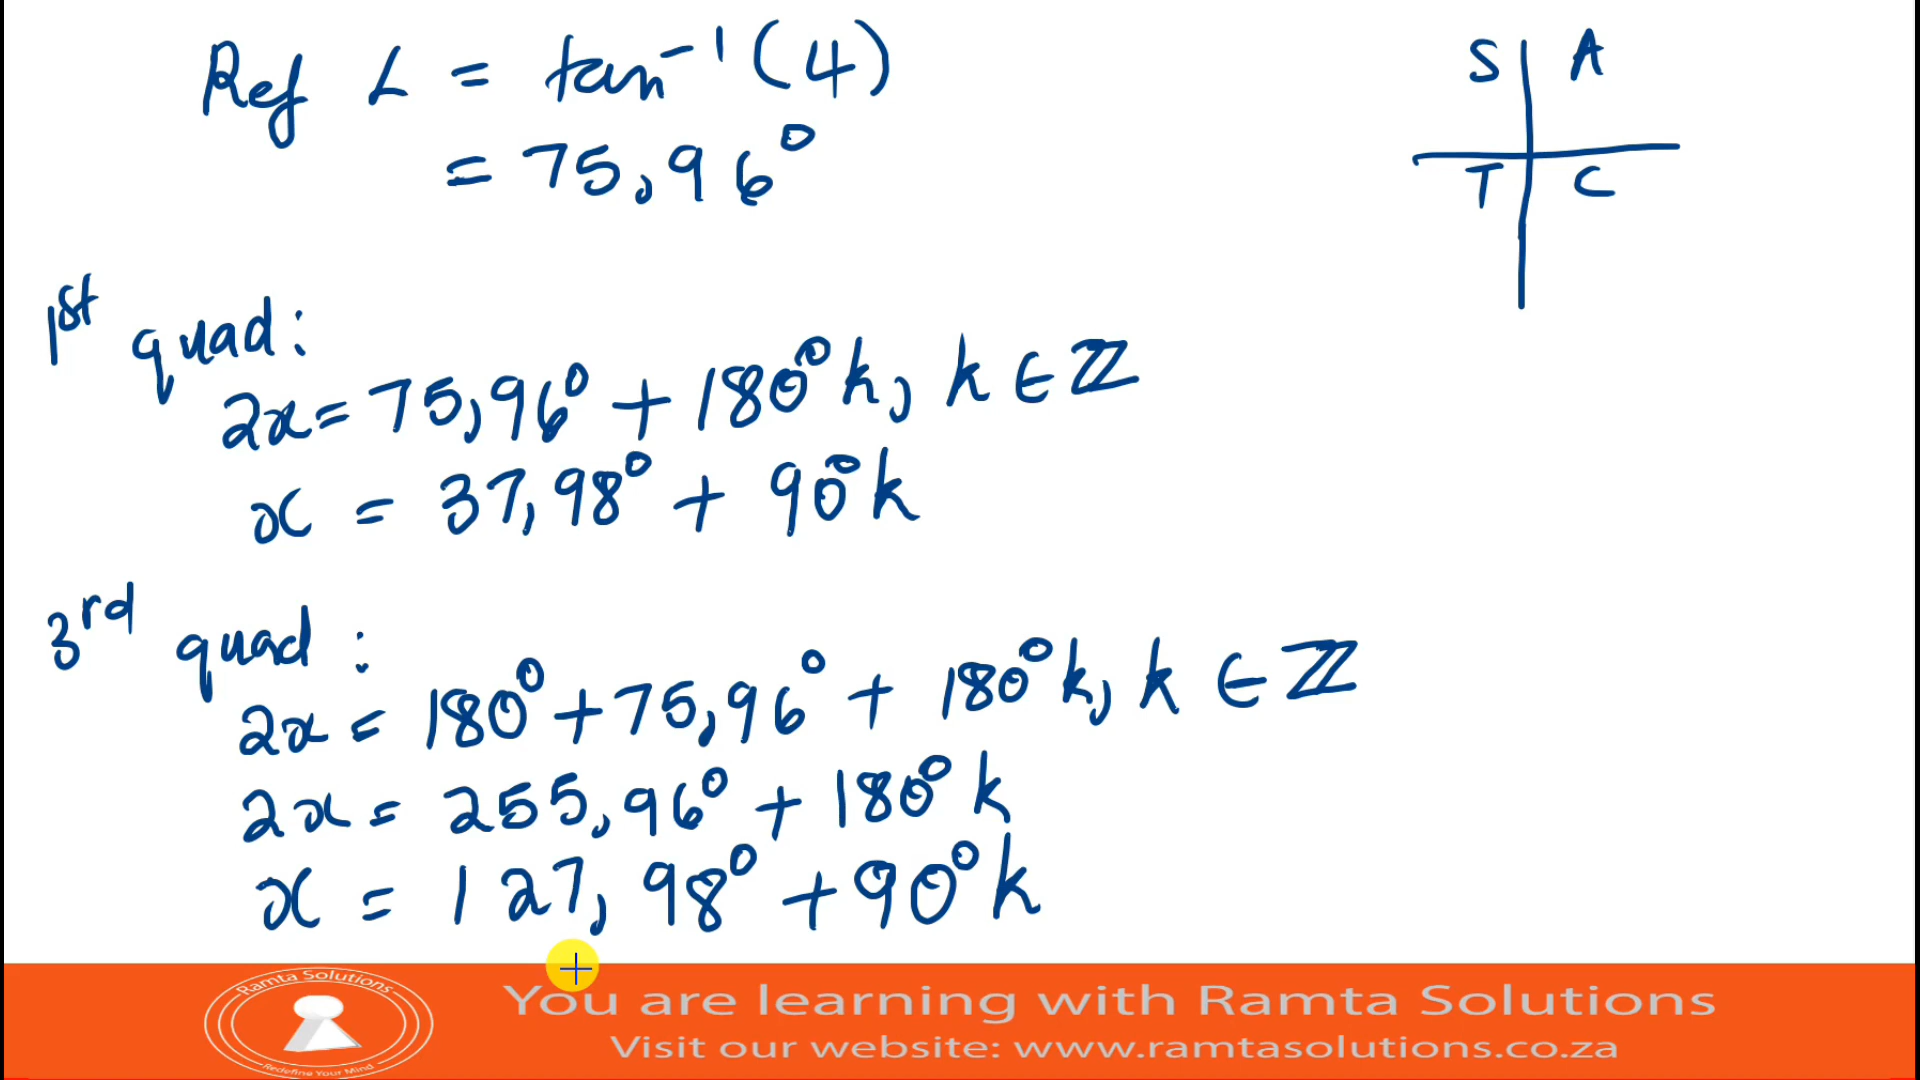 Ref ∠ = tan⁻¹(4)
= 75,96°
S A
T C
1st quad:
2x = 75,96° + 180°k, k ∈ ℤ
x = 37,98° + 90°k
3rd quad:
2x = 180° + 75,96° + 180°k, k ∈ ℤ
2x = 255,96° + 180°k
x = 127,98° + 90°k
Ramta Solutions
Redefine Your Mind
You are learning with Ramta Solutions
Visit our website: www.ramtasolutions.co.za